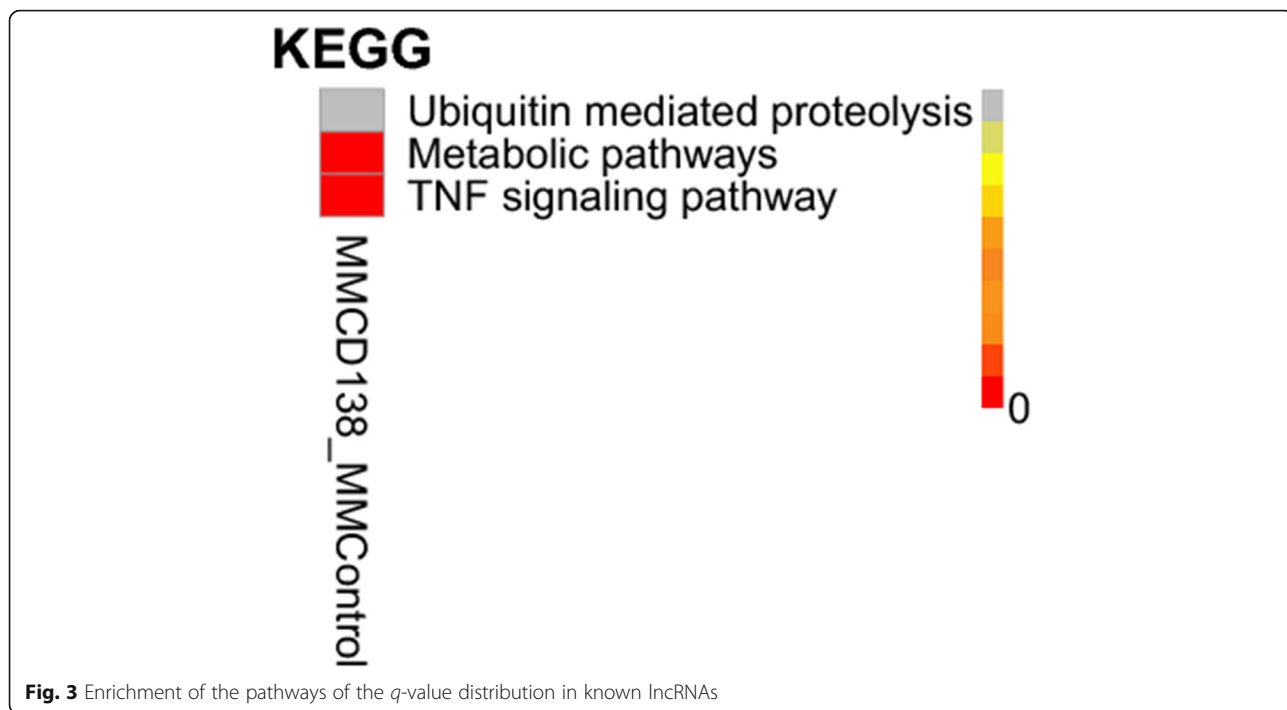 KEGG
Ubiquitin mediated proteolysis
Metabolic pathways
TNF signaling pathway
MMCD138_MMControl
0
Fig. 3 Enrichment of the pathways of the q-value distribution in known lncRNAs